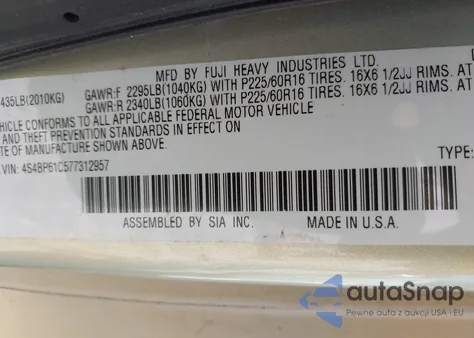 MFD BY FUJI HEAVY INDUSTRIES LTD.
435LB(2010KG) GAWR:F 2295LB(1040KG) WITH P225/60R16 TIRES. 16X6 1/2JJ RIMS. AT
GAWR:R 2340LB(1060KG) WITH P225/60R16 TIRES. 16X6 1/2JJ RIMS. AT
VEHICLE CONFORMS TO ALL APPLICABLE FEDERAL MOTOR VEHICLE
AND THEFT PREVENTION STANDARDS IN EFFECT ON THE
TE OF MANUFACTURE SHOWN ABOVE.
VIN: 4S4BP61C577312957 TYPE:
ASSEMBLED BY SIA INC. MADE IN U.S.A.
autoSnap
Pewne auta z aukcji USA i EU